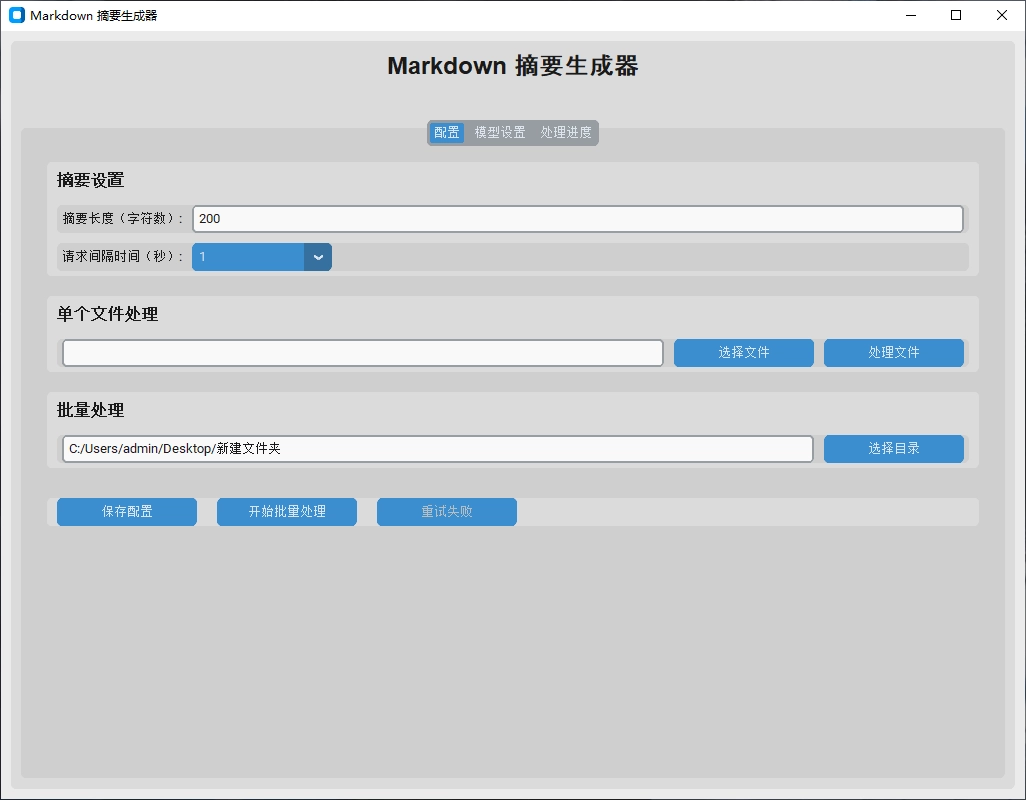 Markdown 摘要生成器
Markdown 摘要生成器
配置 模型设置 处理进度
摘要设置
摘要长度（字符数）: 200
请求间隔时间（秒）: 1
单个文件处理
选择文件 处理文件
批量处理
C:/Users/admin/Desktop/新建文件夹 选择目录
保存配置 开始批量处理 重试失败